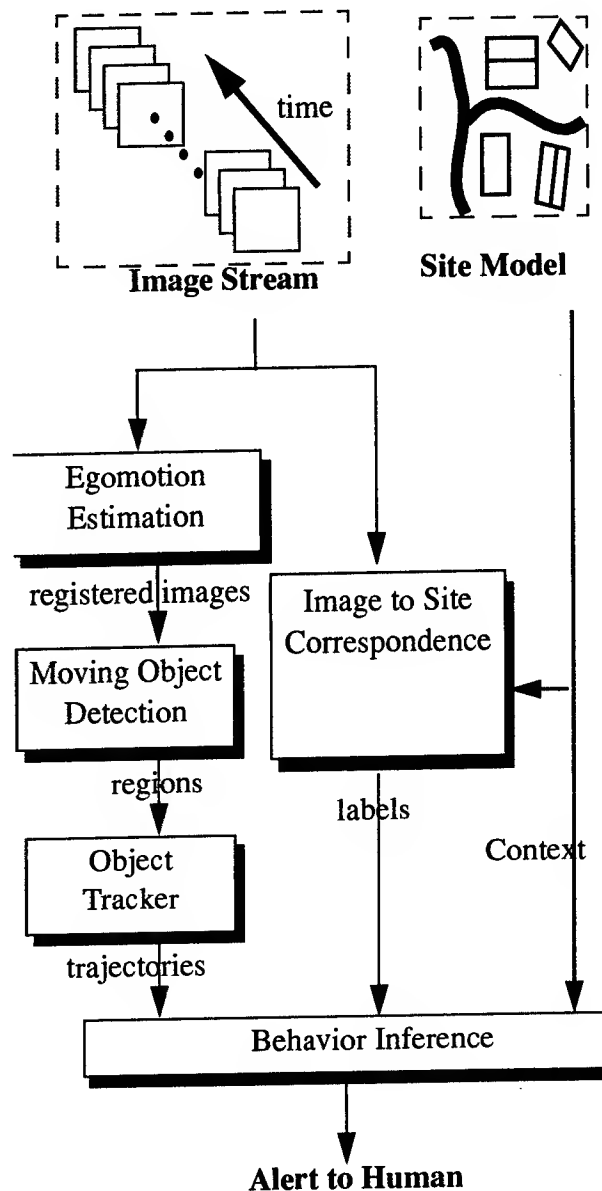 time
Image Stream
Site Model
Egomotion
Estimation
registered images
Image to Site
Correspondence
Moving Object
Detection
regions
labels
Object
Tracker
Context
trajectories
Behavior Inference
Alert to Human